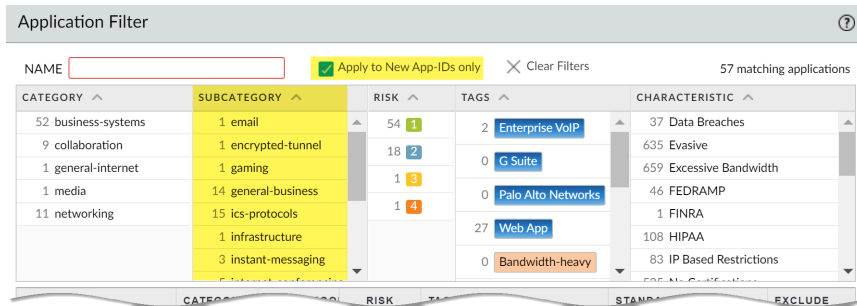 Application Filter
NAME
Apply to New App-IDs only
Clear Filters
57 matching applications
CATEGORY
52 business-systems
9 collaboration
1 general-internet
1 media
11 networking
SUBCATEGORY
1 email
1 encrypted-tunnel
1 gaming
14 general-business
15 ics-protocols
1 infrastructure
3 instant-messaging
RISK
54 1
18 2
1 3
1 4
TAGS
2 Enterprise VoIP
0 G Suite
0 Palo Alto Networks
27 Web App
0 Bandwidth-heavy
CHARACTERISTIC
37 Data Breaches
635 Evasive
659 Excessive Bandwidth
46 FEDRAMP
1 FINRA
108 HIPAA
83 IP Based Restrictions
RISK
EXCLUDE